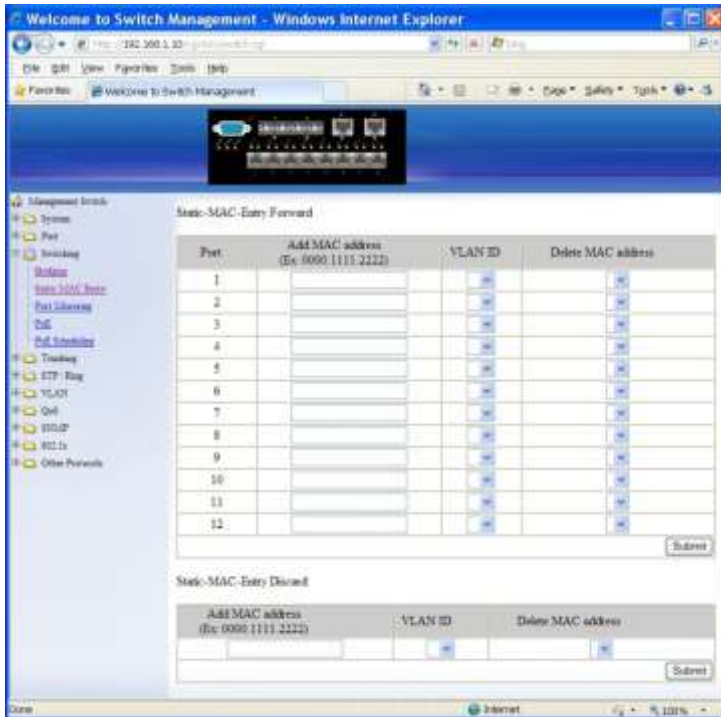 Welcome to Switch Management - Windows Internet Explorer
File Edit View Favorites Tools Help
Favorites Welcome to Switch Management
Page Safety Tools
Management Switch
System
Port
Switching
Bridging
Static MAC Entry
Port Mirroring
PoE
PoE Scheduling
Trunking
STP / Ring
VLAN
QoS
SNMP
802.1x
Other Protocols
Static-MAC-Entry Forward
Port Add MAC address VLAN ID Delete MAC address
(Ex: 0000.1111.2222)
1
2
3
4
5
6
7
8
9
10
11
12
Submit
Static-MAC-Entry Discard
Add MAC address VLAN ID Delete MAC address
(Ex: 0000.1111.2222)
Submit
Done Internet 100%